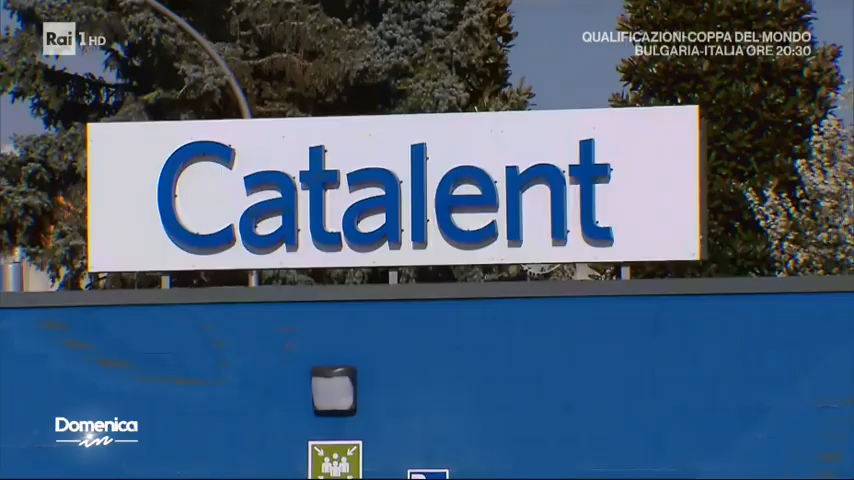 Rai 1 HD
QUALIFICAZIONI COPPA DEL MONDO
BULGARIA-ITALIA ORE 20:30
Catalent
Domenica
in